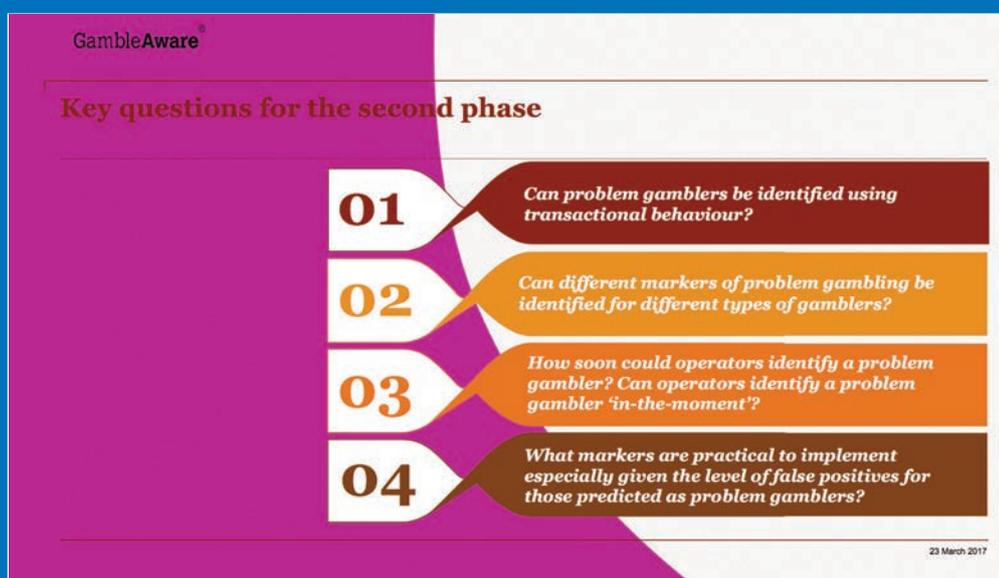 GambleAware®
Key questions for the second phase
01
Can problem gamblers be identified using
transactional behaviour?
02
Can different markers of problem gambling be
identified for different types of gamblers?
03
How soon could operators identify a problem
gambler? Can operators identify a problem
gambler ‘in-the-moment’?
04
What markers are practical to implement
especially given the level of false positives for
those predicted as problem gamblers?
23 March 2017